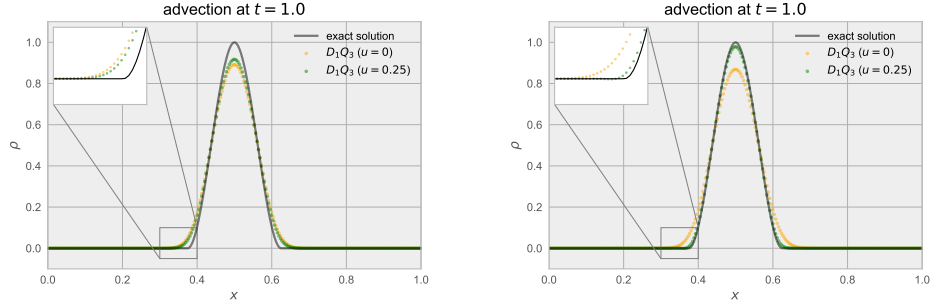 advection at t = 1.0
exact solution
D₁Q₃ (u = 0)
D₁Q₃ (u = 0.25)
1.0
0.8
0.6
0.4
0.2
0.0
ρ
0.0 0.2 0.4 0.6 0.8 1.0
x
advection at t = 1.0
exact solution
D₁Q₃ (u = 0)
D₁Q₃ (u = 0.25)
1.0
0.8
0.6
0.4
0.2
0.0
ρ
0.0 0.2 0.4 0.6 0.8 1.0
x